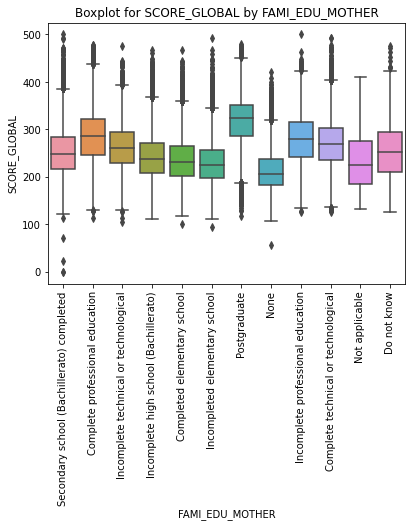 Boxplot for SCORE_GLOBAL by FAMI_EDU_MOTHER
SCORE_GLOBAL
500
400
300
200
100
0
Secondary school (Bachillerato) completed
Complete professional education
Incomplete technical or technological
Incomplete high school (Bachillerato)
Completed elementary school
Incompleted elementary school
Postgraduate
None
Incomplete professional education
Complete technical or technological
Not applicable
Do not know
FAMI_EDU_MOTHER